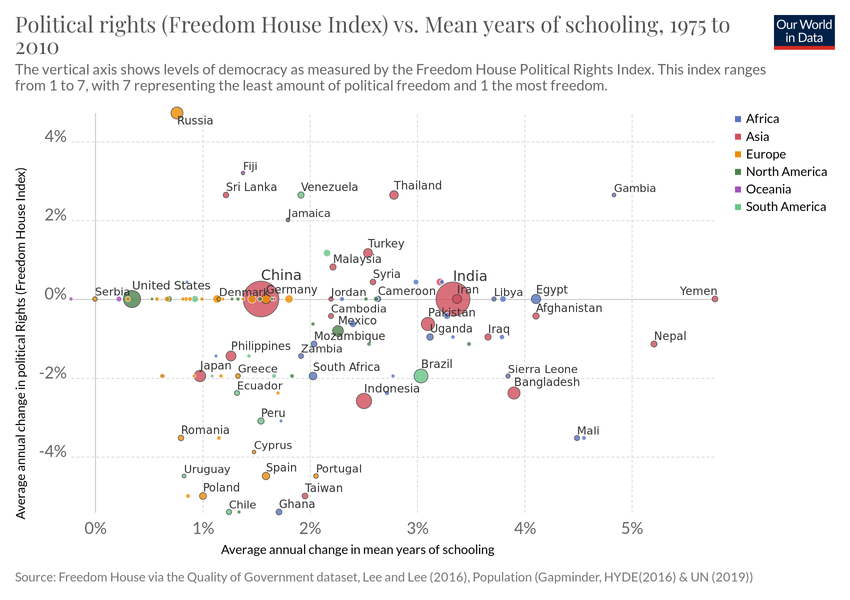 Political rights (Freedom House Index) vs. Mean years of schooling, 1975 to
2010
Our World
in Data
The vertical axis shows levels of democracy as measured by the Freedom House Political Rights Index. This index ranges
from 1 to 7, with 7 representing the least amount of political freedom and 1 the most freedom.
Average annual change in political Rights (Freedom House Index)
4%
2%
0%
-2%
-4%
Russia
Fiji
Sri Lanka
Venezuela
Thailand
Gambia
Jamaica
Turkey
Malaysia
Syria
China
India
Serbia
United States
Denmark
Germany
Jordan
Cameroon
Iran
Libya
Egypt
Yemen
Cambodia
Mexico
Pakistan
Afghanistan
Mozambique
Uganda
Iraq
Nepal
Philippines
Zambia
Japan
Greece
South Africa
Brazil
Sierra Leone
Ecuador
Indonesia
Bangladesh
Peru
Romania
Mali
Cyprus
Uruguay
Spain
Portugal
Poland
Taiwan
Chile
Ghana
0%
1%
2%
3%
4%
5%
Average annual change in mean years of schooling
Africa
Asia
Europe
North America
Oceania
South America
Source: Freedom House via the Quality of Government dataset, Lee and Lee (2016), Population (Gapminder, HYDE(2016) & UN (2019))